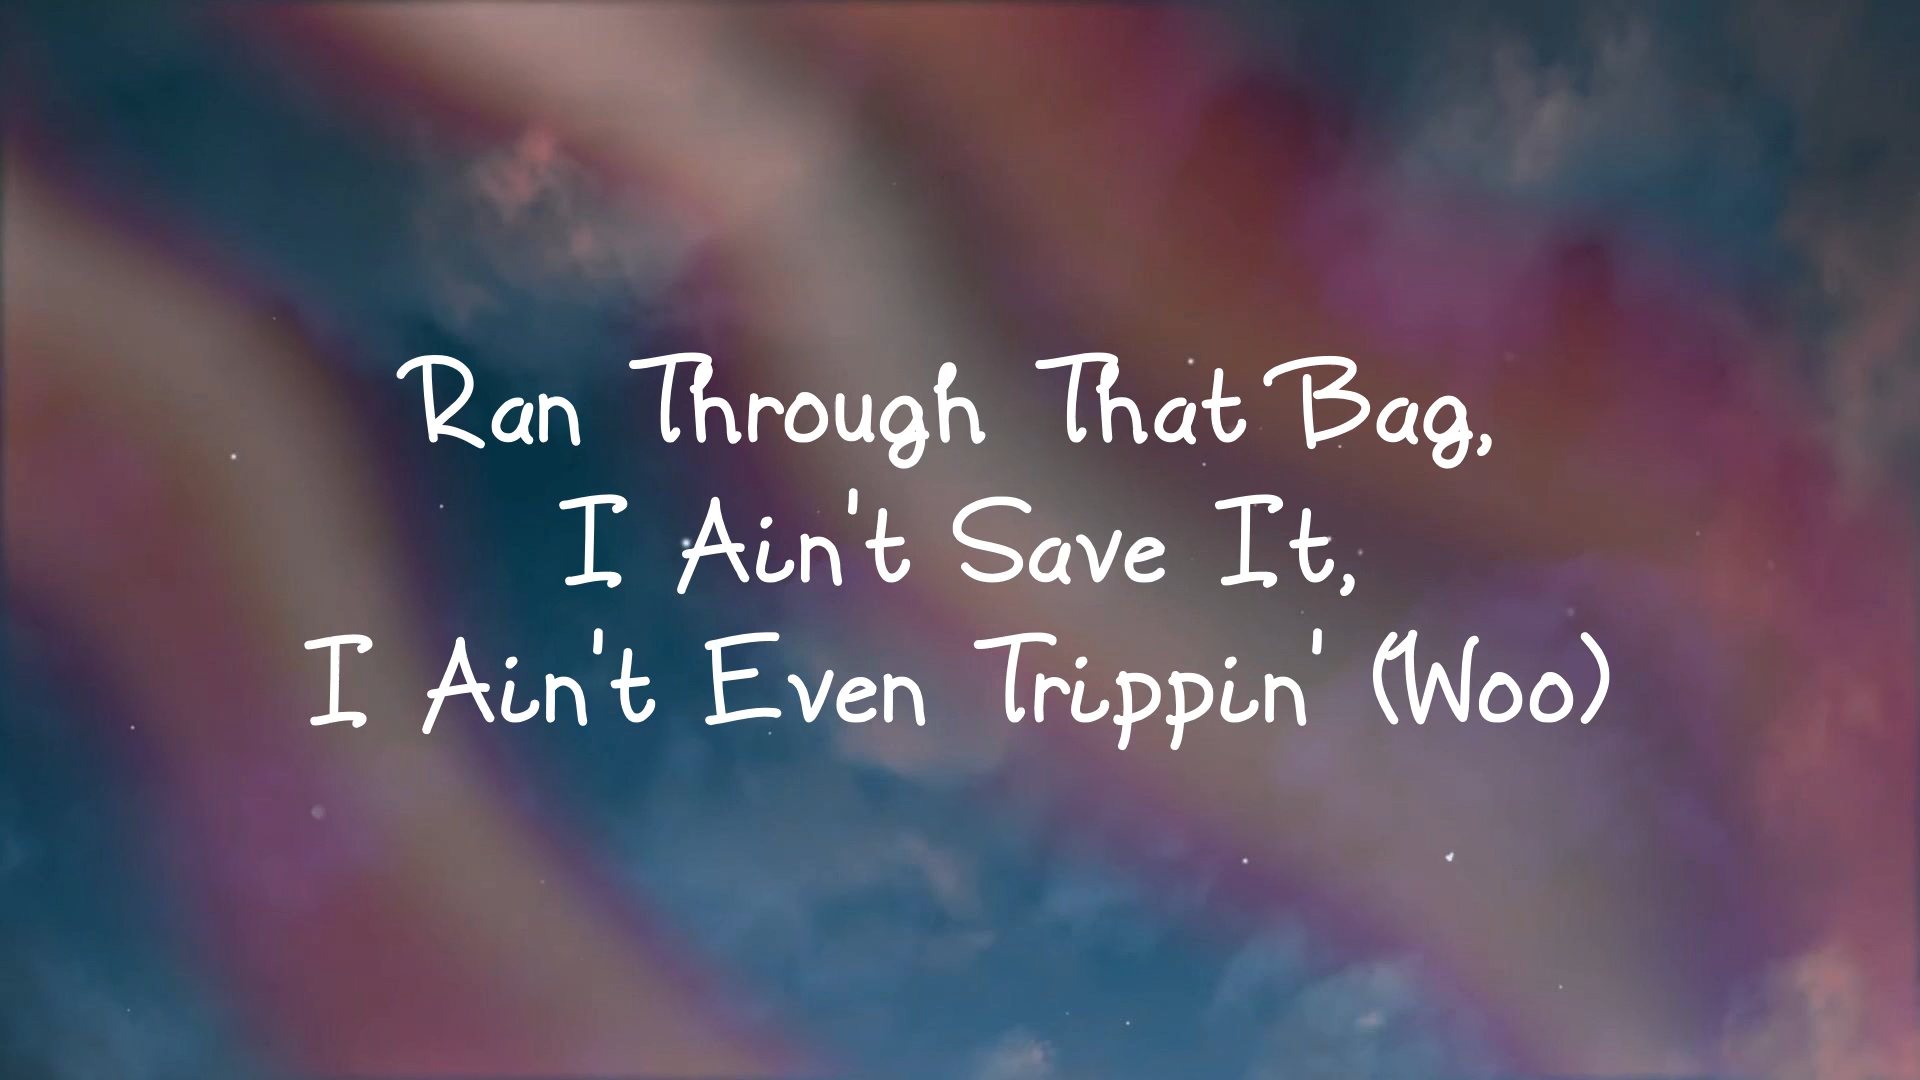 Ran Through That Bag,
I Ain't Save It,
I Ain't Even Trippin' (Woo)